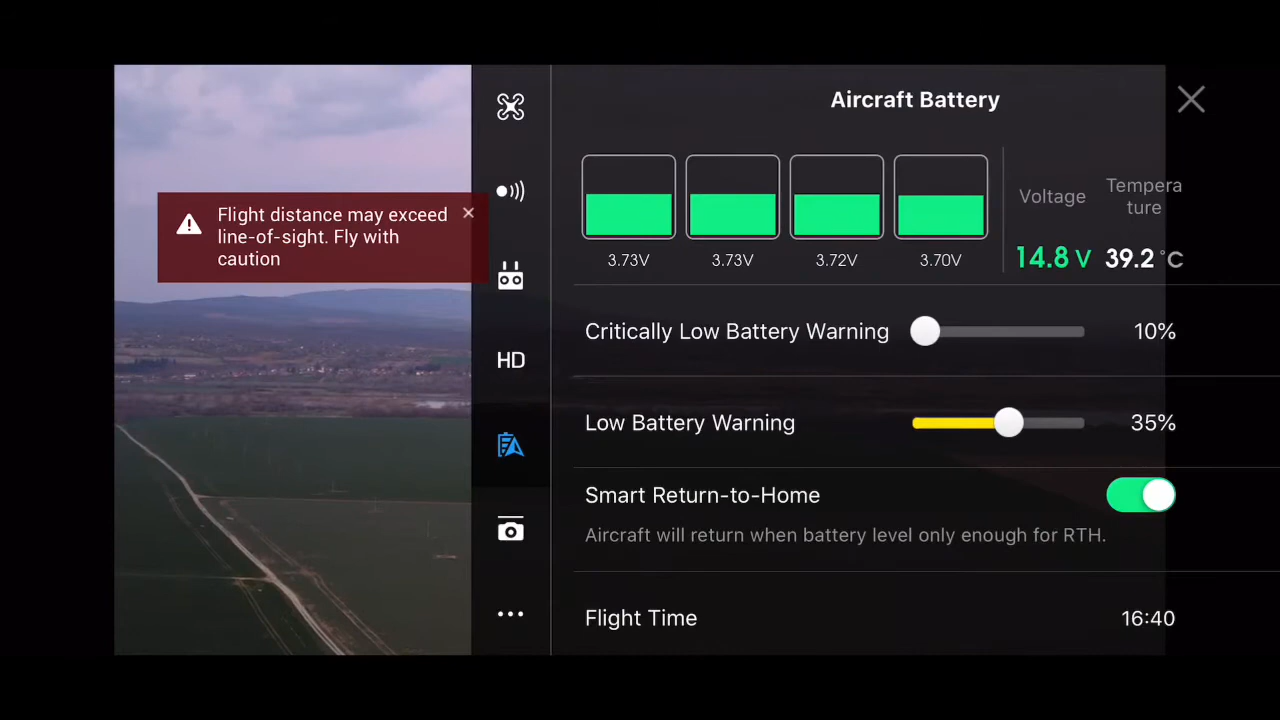 Aircraft Battery
Flight distance may exceed
line-of-sight. Fly with
caution
3.73V
3.73V
3.72V
3.70V
Voltage
14.8 V
Tempera
ture
39.2 °C
Critically Low Battery Warning
10%
HD
Low Battery Warning
35%
Smart Return-to-Home
Aircraft will return when battery level only enough for RTH.
Flight Time
16:40